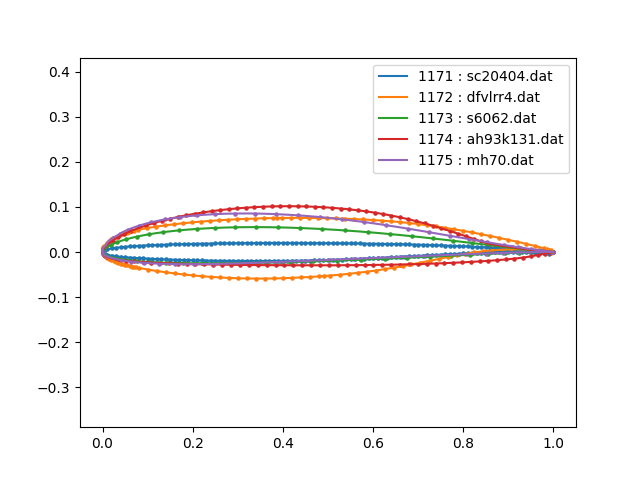 0.4
0.3
0.2
0.1
0.0
−0.1
−0.2
−0.3
0.0 0.2 0.4 0.6 0.8 1.0
1171 : sc20404.dat
1172 : dfvlrr4.dat
1173 : s6062.dat
1174 : ah93k131.dat
1175 : mh70.dat